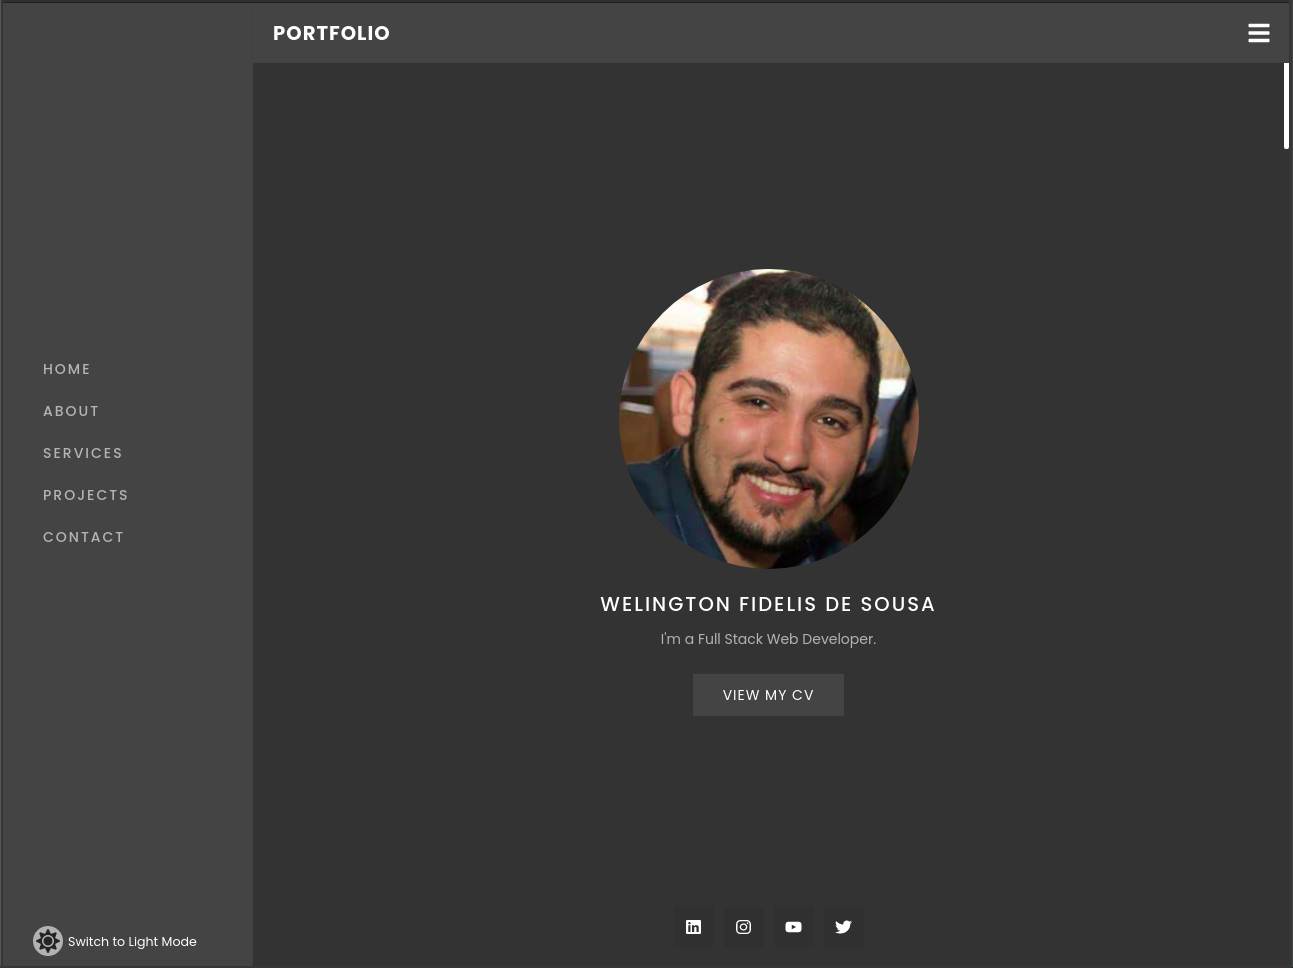 PORTFOLIO
HOME
ABOUT
SERVICES
PROJECTS
CONTACT
WELINGTON FIDELIS DE SOUSA
I'm a Full Stack Web Developer.
VIEW MY CV
Switch to Light Mode